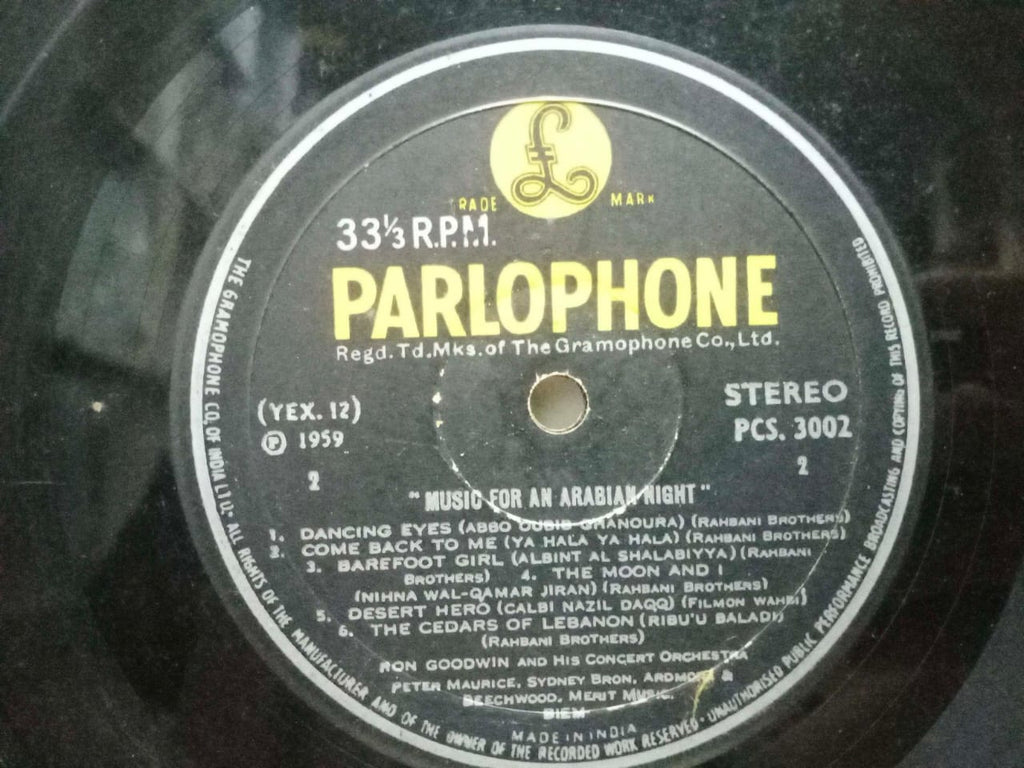 £
TRADE MARK
33⅓ R.P.M.
PARLOPHONE
Regd. Td. Mks. of The Gramophone Co., Ltd.
(YEX. 12)
Ⓟ 1959
2
STEREO
PCS. 3002
2
"MUSIC FOR AN ARABIAN NIGHT"
1. DANCING EYES (ABBO OUBIB GHANOURA) (RAHBANI BROTHERS)
2. COME BACK TO ME (YA HALA YA HALA) (RAHBANI BROTHERS)
3. BAREFOOT GIRL (ALBINT AL SHALABIYYA) (RAHBANI
BROTHERS) 4. THE MOON AND I
(NIHNA WAL-QAMAR JIRAN) (RAHBANI BROTHERS)
5. DESERT HERO (CALBI NAZIL DAQQ) (FILMON WAHBI)
6. THE CEDARS OF LEBANON (RIBU'U BALADI)
(RAHBANI BROTHERS)
RON GOODWIN AND HIS CONCERT ORCHESTRA
PETER MAURICE, SYDNEY BRON, ARDMORE &
BEECHWOOD, MERIT MUSIC.
BIEM
MADE IN INDIA
THE GRAMOPHONE CO, OF INDIA LTD; ALL RIGHTS OF THE MANUFACTURER AND OF THE OWNER OF THE RECORDED WORK RESERVED · UNAUTHORISED PUBLIC PERFORMANCE BROADCASTING AND COPYING OF THIS RECORD PROHIBITED